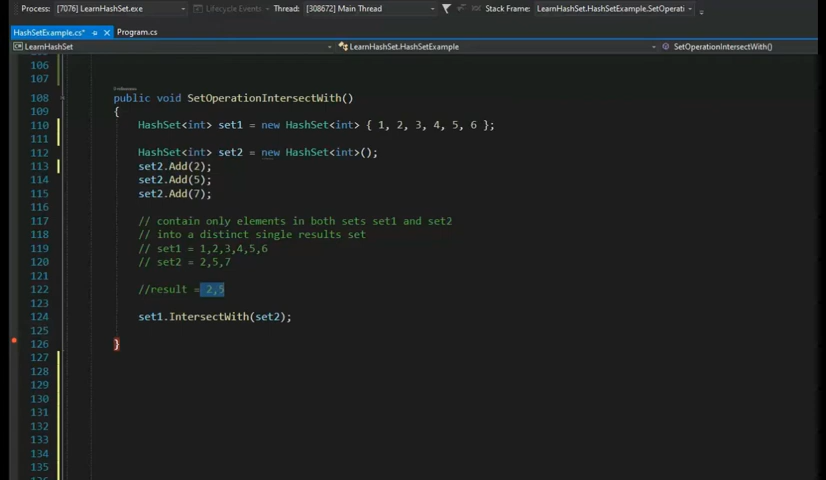 Process: [7076] LearnHashSet.exe Lifecycle Events Thread: [308672] Main Thread Stack Frame: LearnHashSet.HashSetExample.SetOperati
HashSetExample.cs* Program.cs
LearnHashSet LearnHashSet.HashSetExample SetOperationIntersectWith()
106
107
108 public void SetOperationIntersectWith()
109 {
110 HashSet<int> set1 = new HashSet<int> { 1, 2, 3, 4, 5, 6 };
111
112 HashSet<int> set2 = new HashSet<int>();
113 set2.Add(2);
114 set2.Add(5);
115 set2.Add(7);
116
117 // contain only elements in both sets set1 and set2
118 // into a distinct single results set
119 // set1 = 1,2,3,4,5,6
120 // set2 = 2,5,7
121
122 //result = 2,5
123
124 set1.IntersectWith(set2);
125
126 }
127
128
129
130
131
132
133
134
135